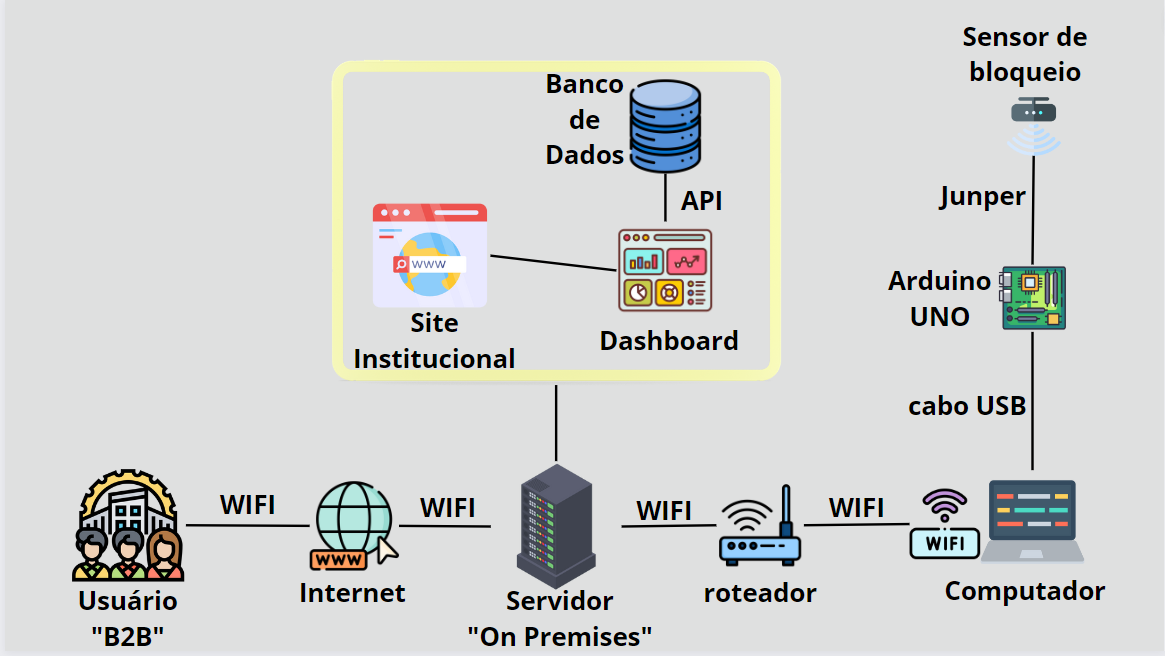 Sensor de
bloqueio
Banco
de
Dados
API
Junper
www
Site
Institucional
Dashboard
Arduino
UNO
cabo USB
WIFI
WIFI
WIFI
WIFI
WiFi
www
Internet
Usuário
"B2B"
Servidor
"On Premises"
roteador
Computador